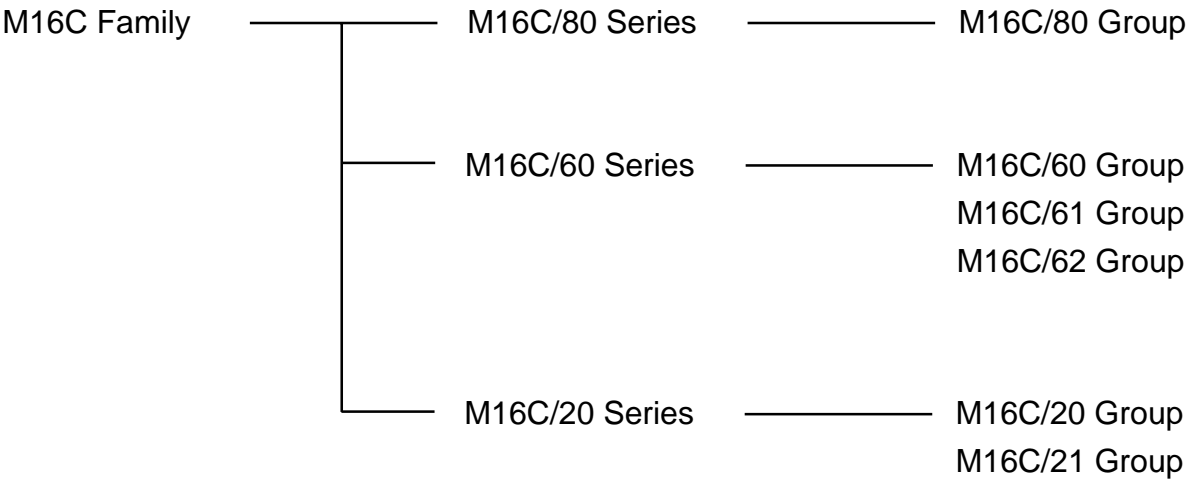 M16C Family M16C/80 Series M16C/80 Group
M16C/60 Series M16C/60 Group
M16C/61 Group
M16C/62 Group
M16C/20 Series M16C/20 Group
M16C/21 Group